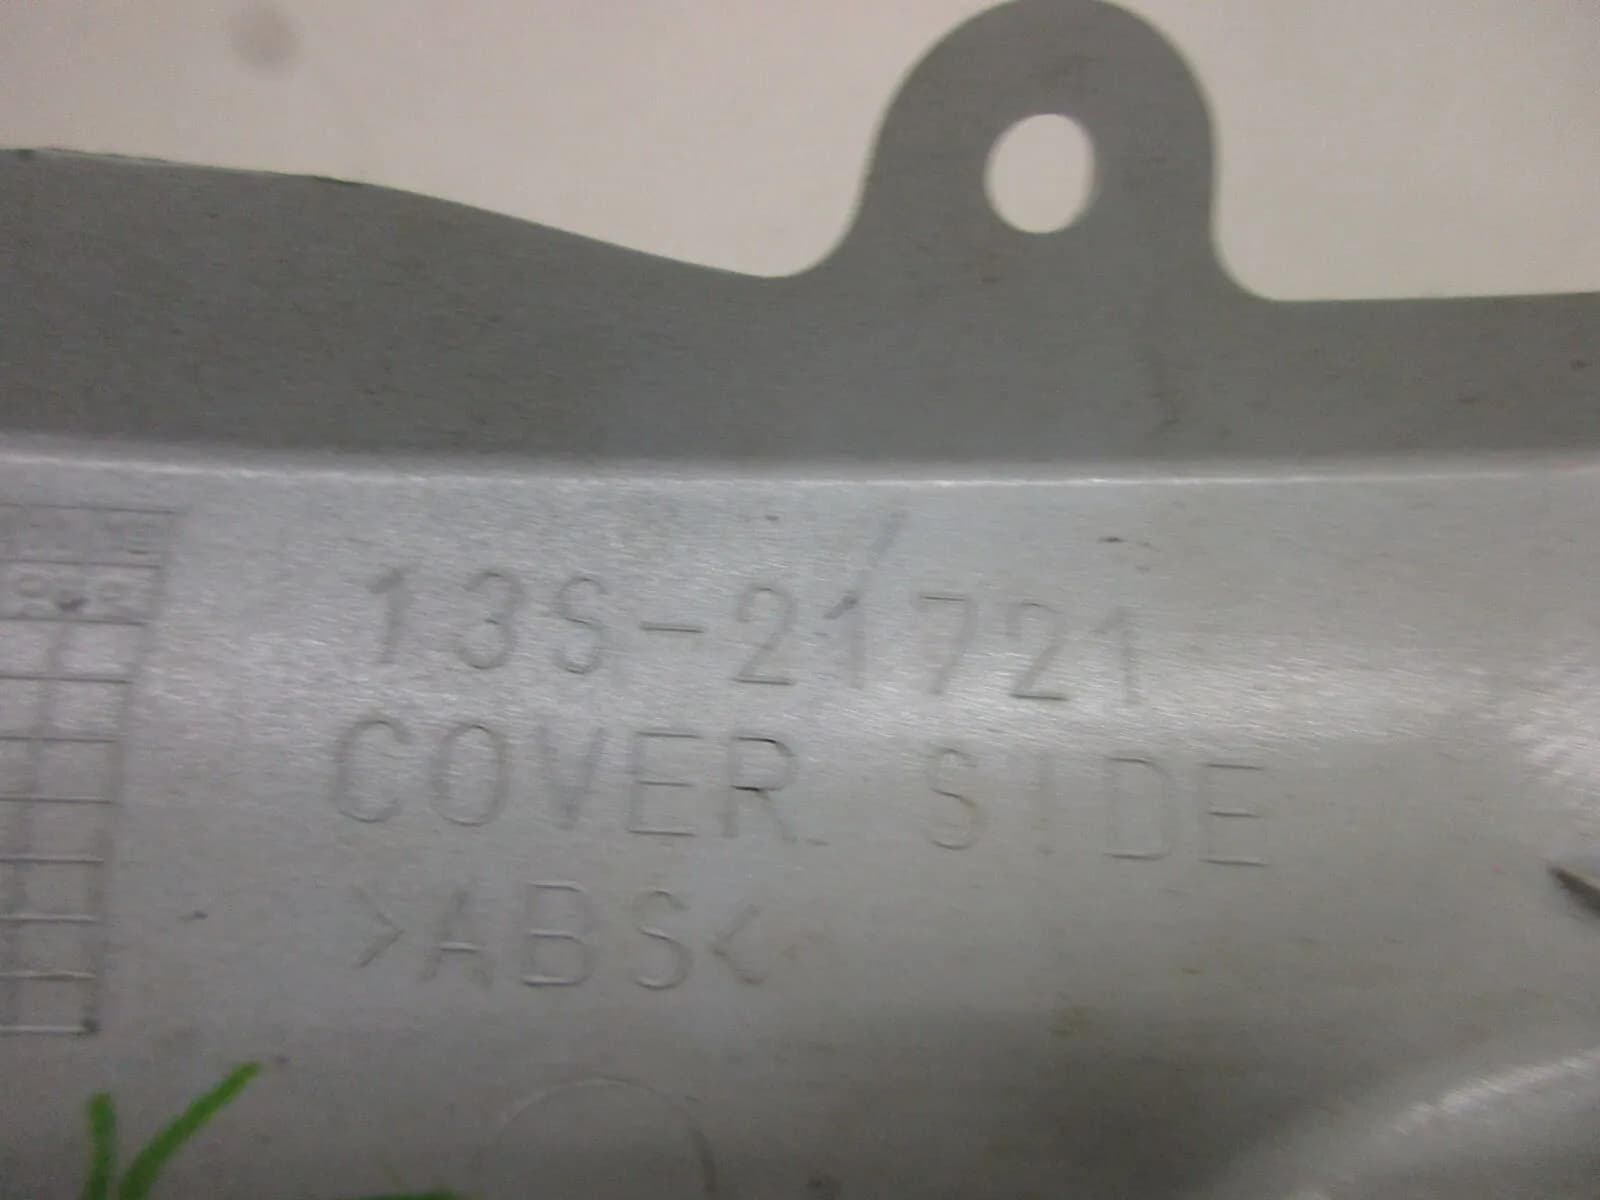 13S-21721
COVER SIDE
>ABS<